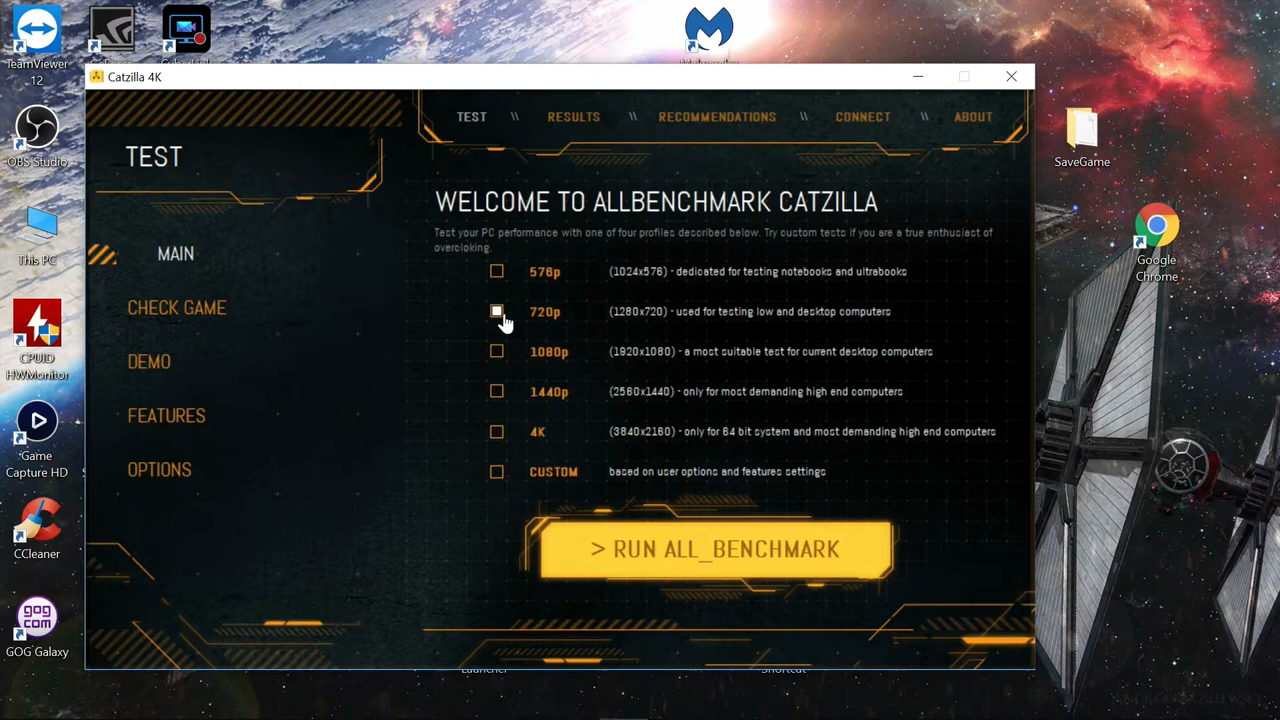 TeamViewer
12
OBS Studio
This PC
CPUID
HWMonitor
Game
Capture HD
CCleaner
gog
com
GOG Galaxy
SaveGame
Google
Chrome
Catzilla 4K
TEST \\ RESULTS \\ RECOMMENDATIONS \\ CONNECT \\ ABOUT
TEST
MAIN
CHECK GAME
DEMO
FEATURES
OPTIONS
WELCOME TO ALLBENCHMARK CATZILLA
Test your PC performance with one of four profiles described below. Try custom tests if you are a true enthusiast of
overcloking.
576p (1024x576) - dedicated for testing notebooks and ultrabooks
720p (1280x720) - used for testing low and desktop computers
1080p (1920x1080) - a most suitable test for current desktop computers
1440p (2560x1440) - only for most demanding high end computers
4K (3840x2160) - only for 64 bit system and most demanding high end computers
CUSTOM based on user options and features settings
> RUN ALL_BENCHMARK